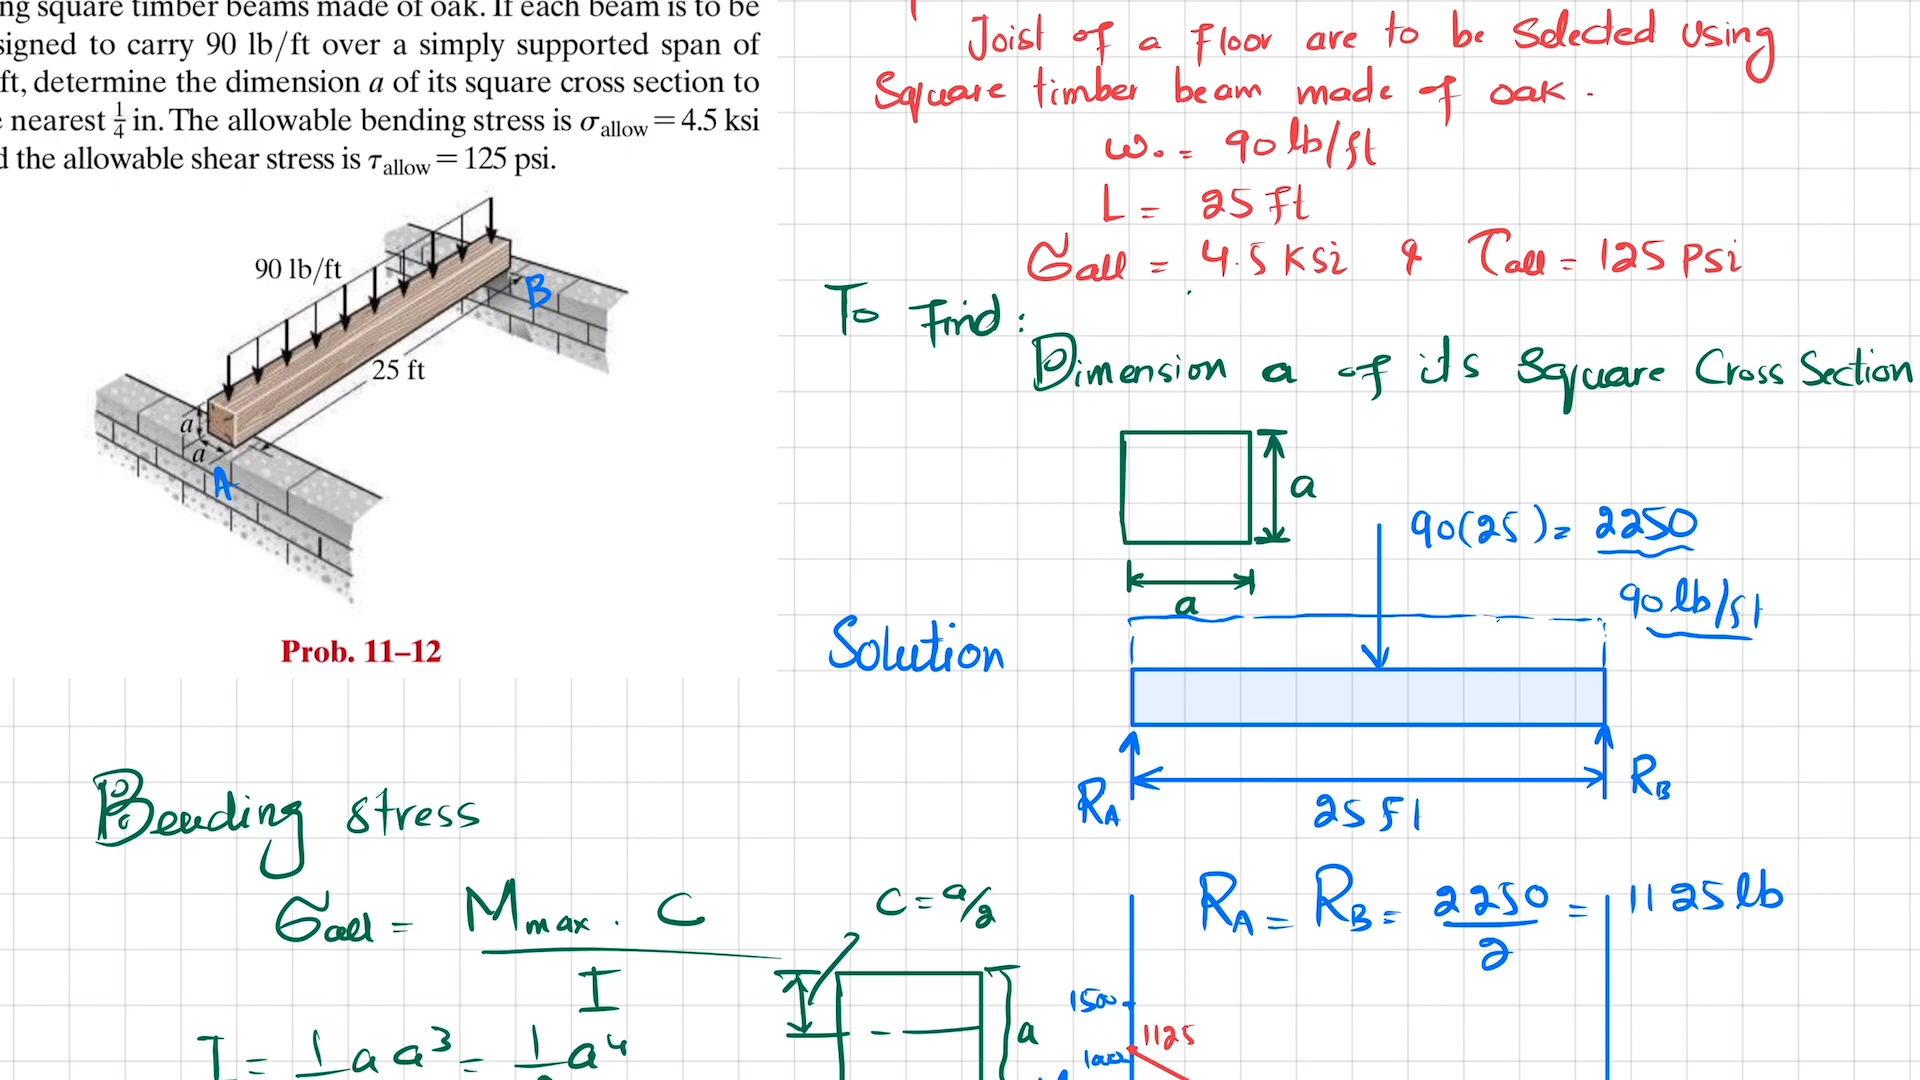 ng square timber beams made of oak. If each beam is to be
signed to carry 90 lb/ft over a simply supported span of
ft, determine the dimension a of its square cross section to
nearest 1/4 in. The allowable bending stress is σallow = 4.5 ksi
the allowable shear stress is τallow = 125 psi.
90 lb/ft
B
25 ft
a
a
A
Prob. 11–12
Joist of a Floor are to be Selected Using
Square timber beam made of oak.
w₀ = 90 lb/ft
L = 25 ft
σall = 4.5 Ksi & τall = 125 Psi
To Find:
Dimension a of its Square Cross Section
a
a
90(25) = 2250
90 lb/ft
Solution
RA
RB
25 Ft
RA = RB = 2250/2 = 1125 lb
1500
1125
1000
Bending stress
σall = Mmax . C / I
C = a/2
a
I = 1 a a³ = 1 a⁴